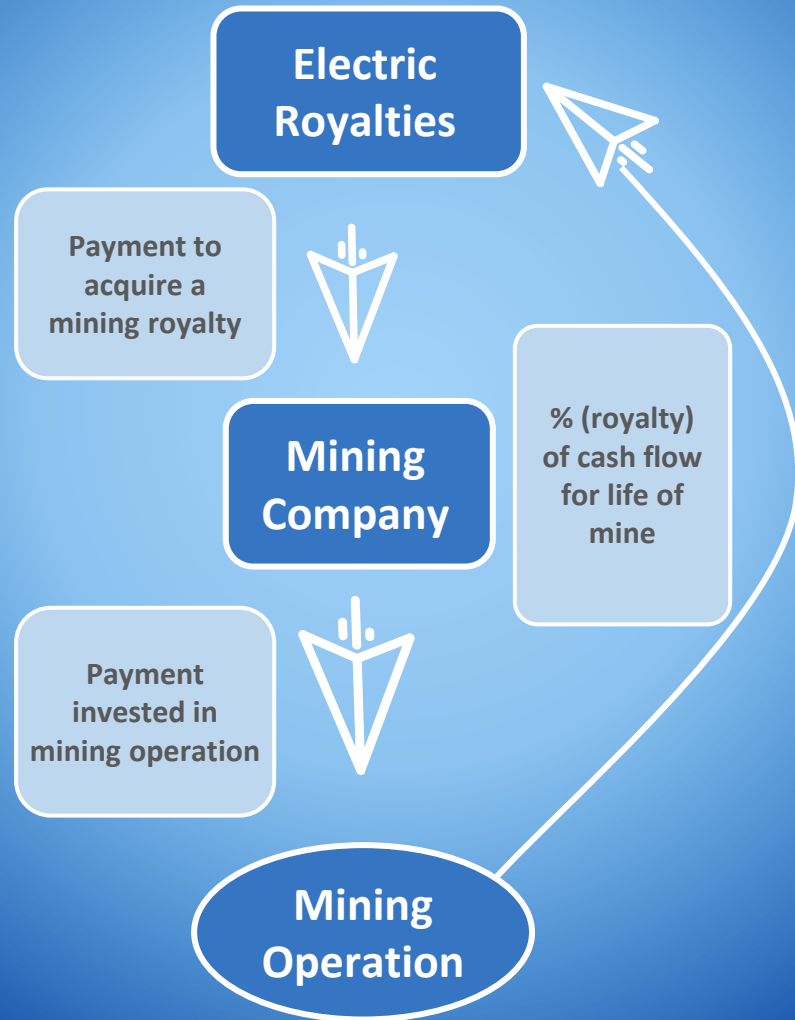 Electric
Royalties
Payment to
acquire a
mining royalty
Mining
Company
% (royalty)
of cash flow
for life of
mine
Payment
invested in
mining operation
Mining
Operation